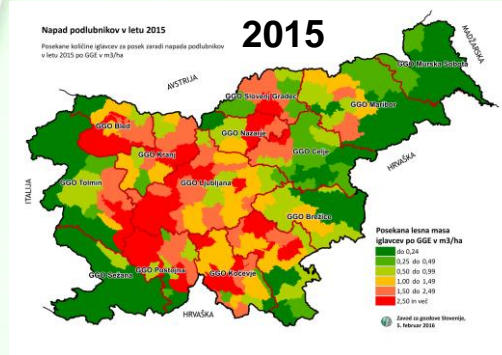 Napad podlubnikov v letu 2015
2015
Posekane količine iglavcev za posek zaradi napada podlubnikov
v letu 2015 po GGE v m3/ha
MADŽARSKA
AVSTRIJA
GGO Murska Sobota
GGO Slovenj Gradec
GGO Maribor
GGO Bled
GGO Nazarje
GGO Kranj
GGO Celje
HRVAŠKA
ITALIJA
GGO Tolmin
GGO Ljubljana
GGO Brežice
GGO Sežana
GGO Postojna
GGO Kočevje
HRVAŠKA
Posekana lesna masa
iglavcev po GGE v m3/ha
do 0,24
0,25 do 0,49
0,50 do 0,99
1,00 do 1,49
1,50 do 2,49
2,50 in več
Zavod za gozdove Slovenije,
5. februar 2016